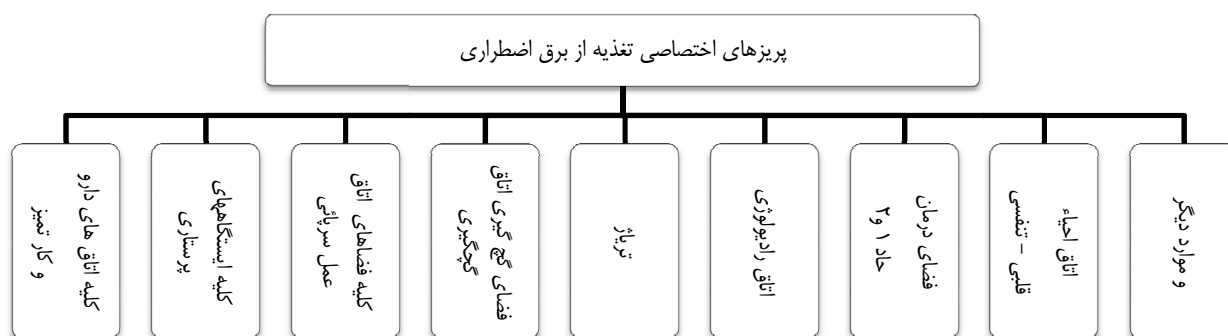 پریزهای اختصاصی تغذیه از برق اضطراری
و موارد دیگر
اتاق احیاء
قلبی – تنفسی
فضای درمان
حاد ۱ و۲
اتاق رادیولوژی
تریاژ
فضای گچ گیری اتاق
گچگیری
کلیه فضاهای اتاق
عمل سرپائی
کلیه ایستگاههای
پرستاری
کلیه اتاق های دارو
و کار تمیز